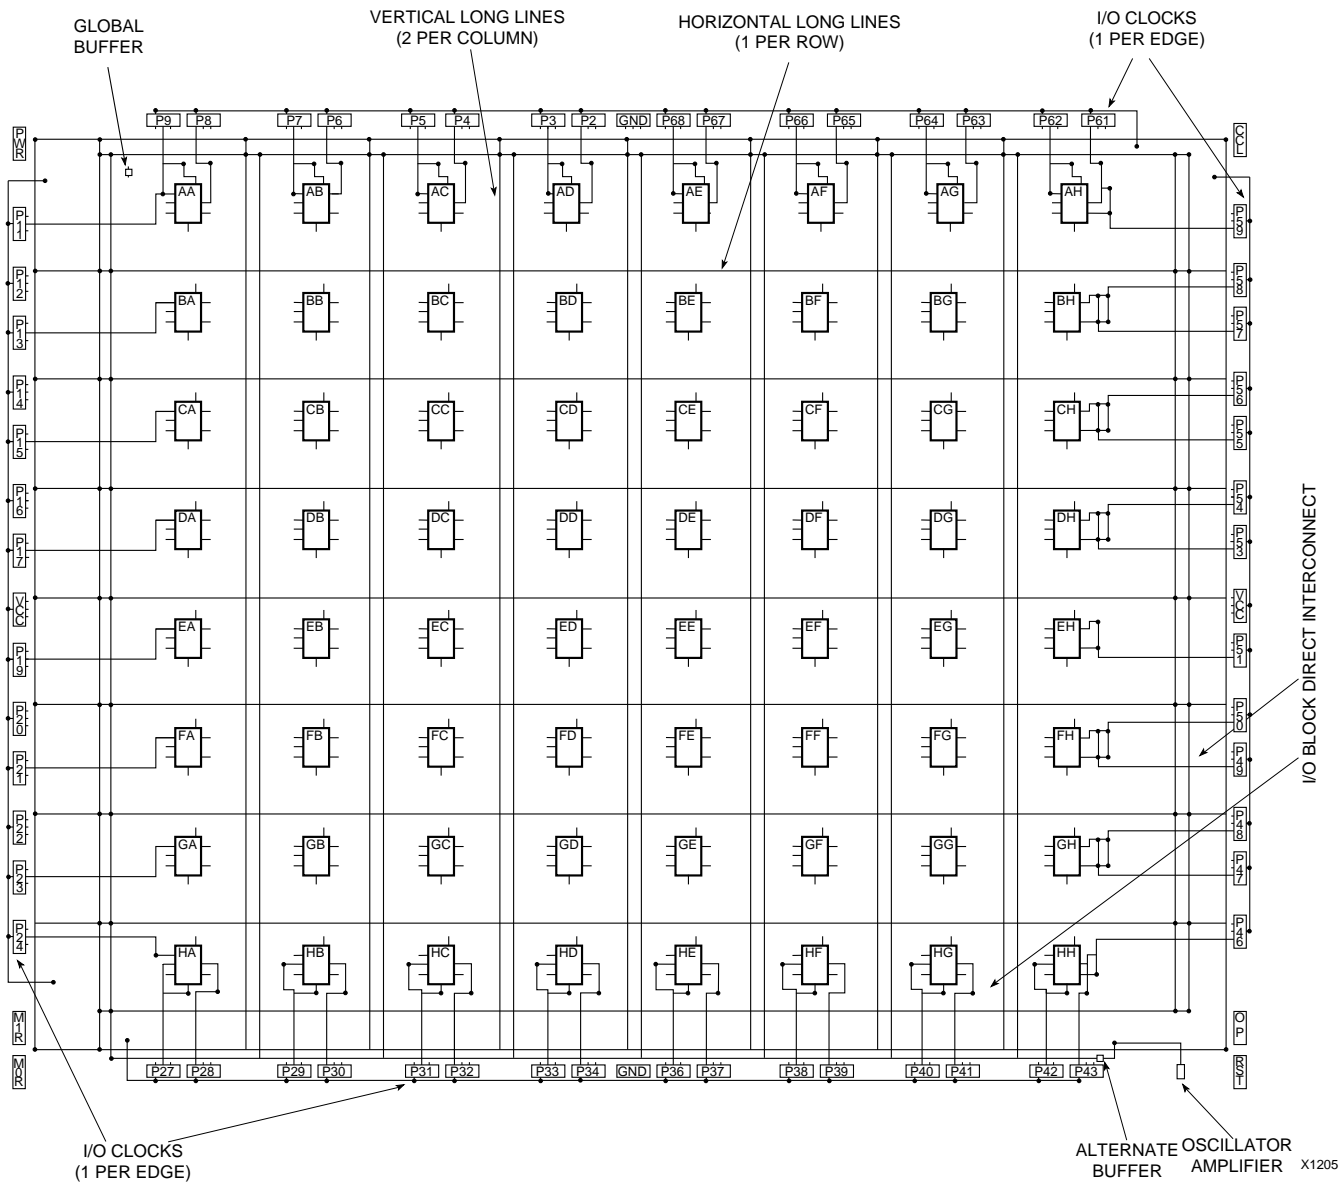 GLOBAL
BUFFER
VERTICAL LONG LINES
(2 PER COLUMN)
HORIZONTAL LONG LINES
(1 PER ROW)
I/O CLOCKS
(1 PER EDGE)
P9 P8 P7 P6 P5 P4 P3 P2 GND P68 P67 P66 P65 P64 P63 P62 P61
PWR
CCL
AA AB AC AD AE AF AG AH
P11
P59
P12
P58
BA BB BC BD BE BF BG BH
P13
P57
P14
P56
CA CB CC CD CE CF CG CH
P15
P55
P16
P54
DA DB DC DD DE DF DG DH
P17
P53
VCC
VCC
EA EB EC ED EE EF EG EH
P19
P51
P20
P50
FA FB FC FD FE FF FG FH
P21
P49
I/O BLOCK DIRECT INTERCONNECT
P22
P48
GA GB GC GD GE GF GG GH
P23
P47
P24
P46
HA HB HC HD HE HF HG HH
M1R
OP
M0R
RST
P27 P28 P29 P30 P31 P32 P33 P34 GND P36 P37 P38 P39 P40 P41 P42 P43
I/O CLOCKS
(1 PER EDGE)
ALTERNATE
BUFFER
OSCILLATOR
AMPLIFIER
X1205